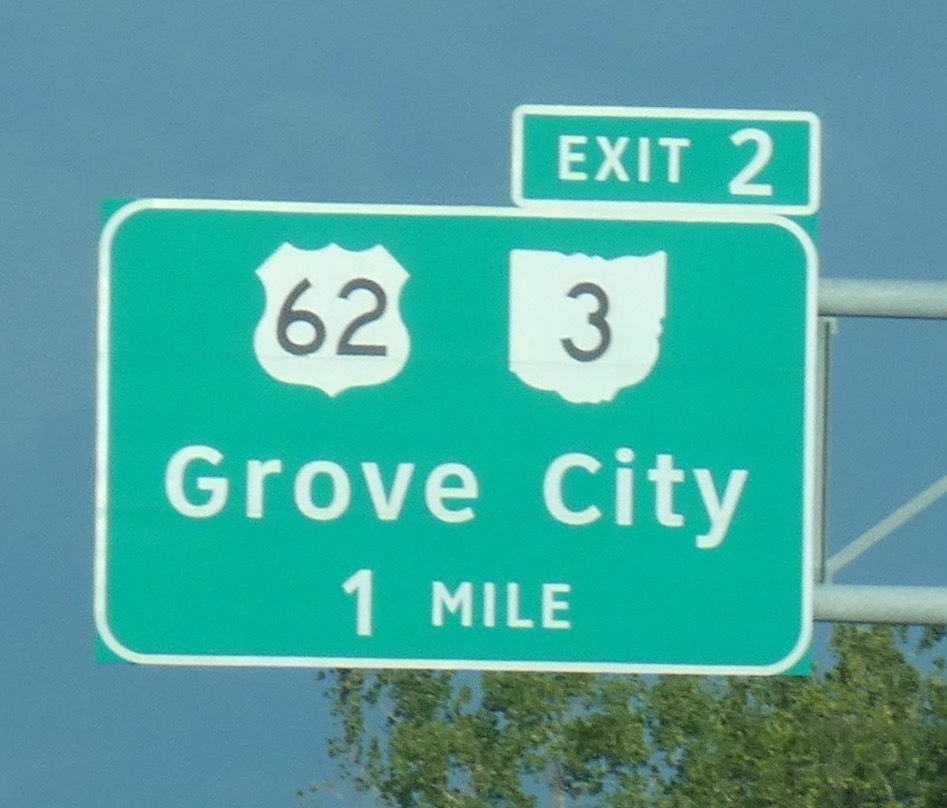 EXIT 2
62 3
Grove City
1 MILE